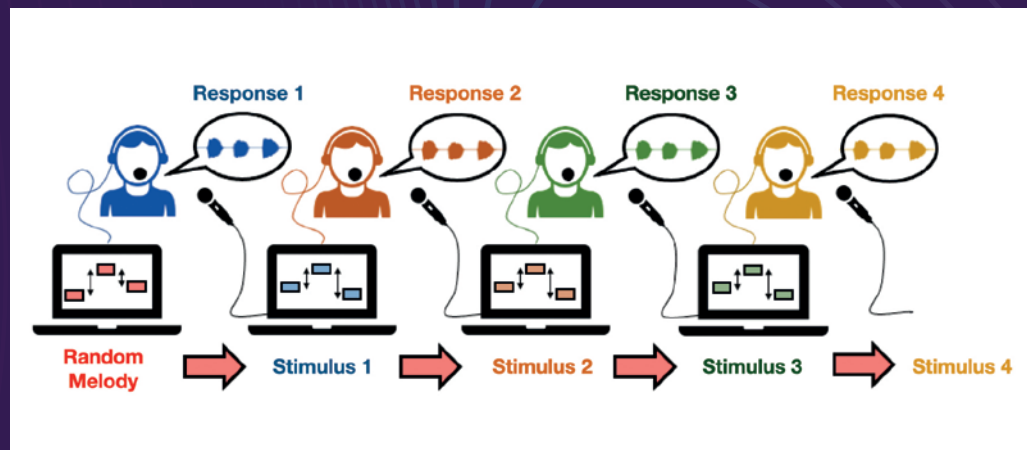 Response 1
Response 2
Response 3
Response 4
Random
Melody
Stimulus 1
Stimulus 2
Stimulus 3
Stimulus 4